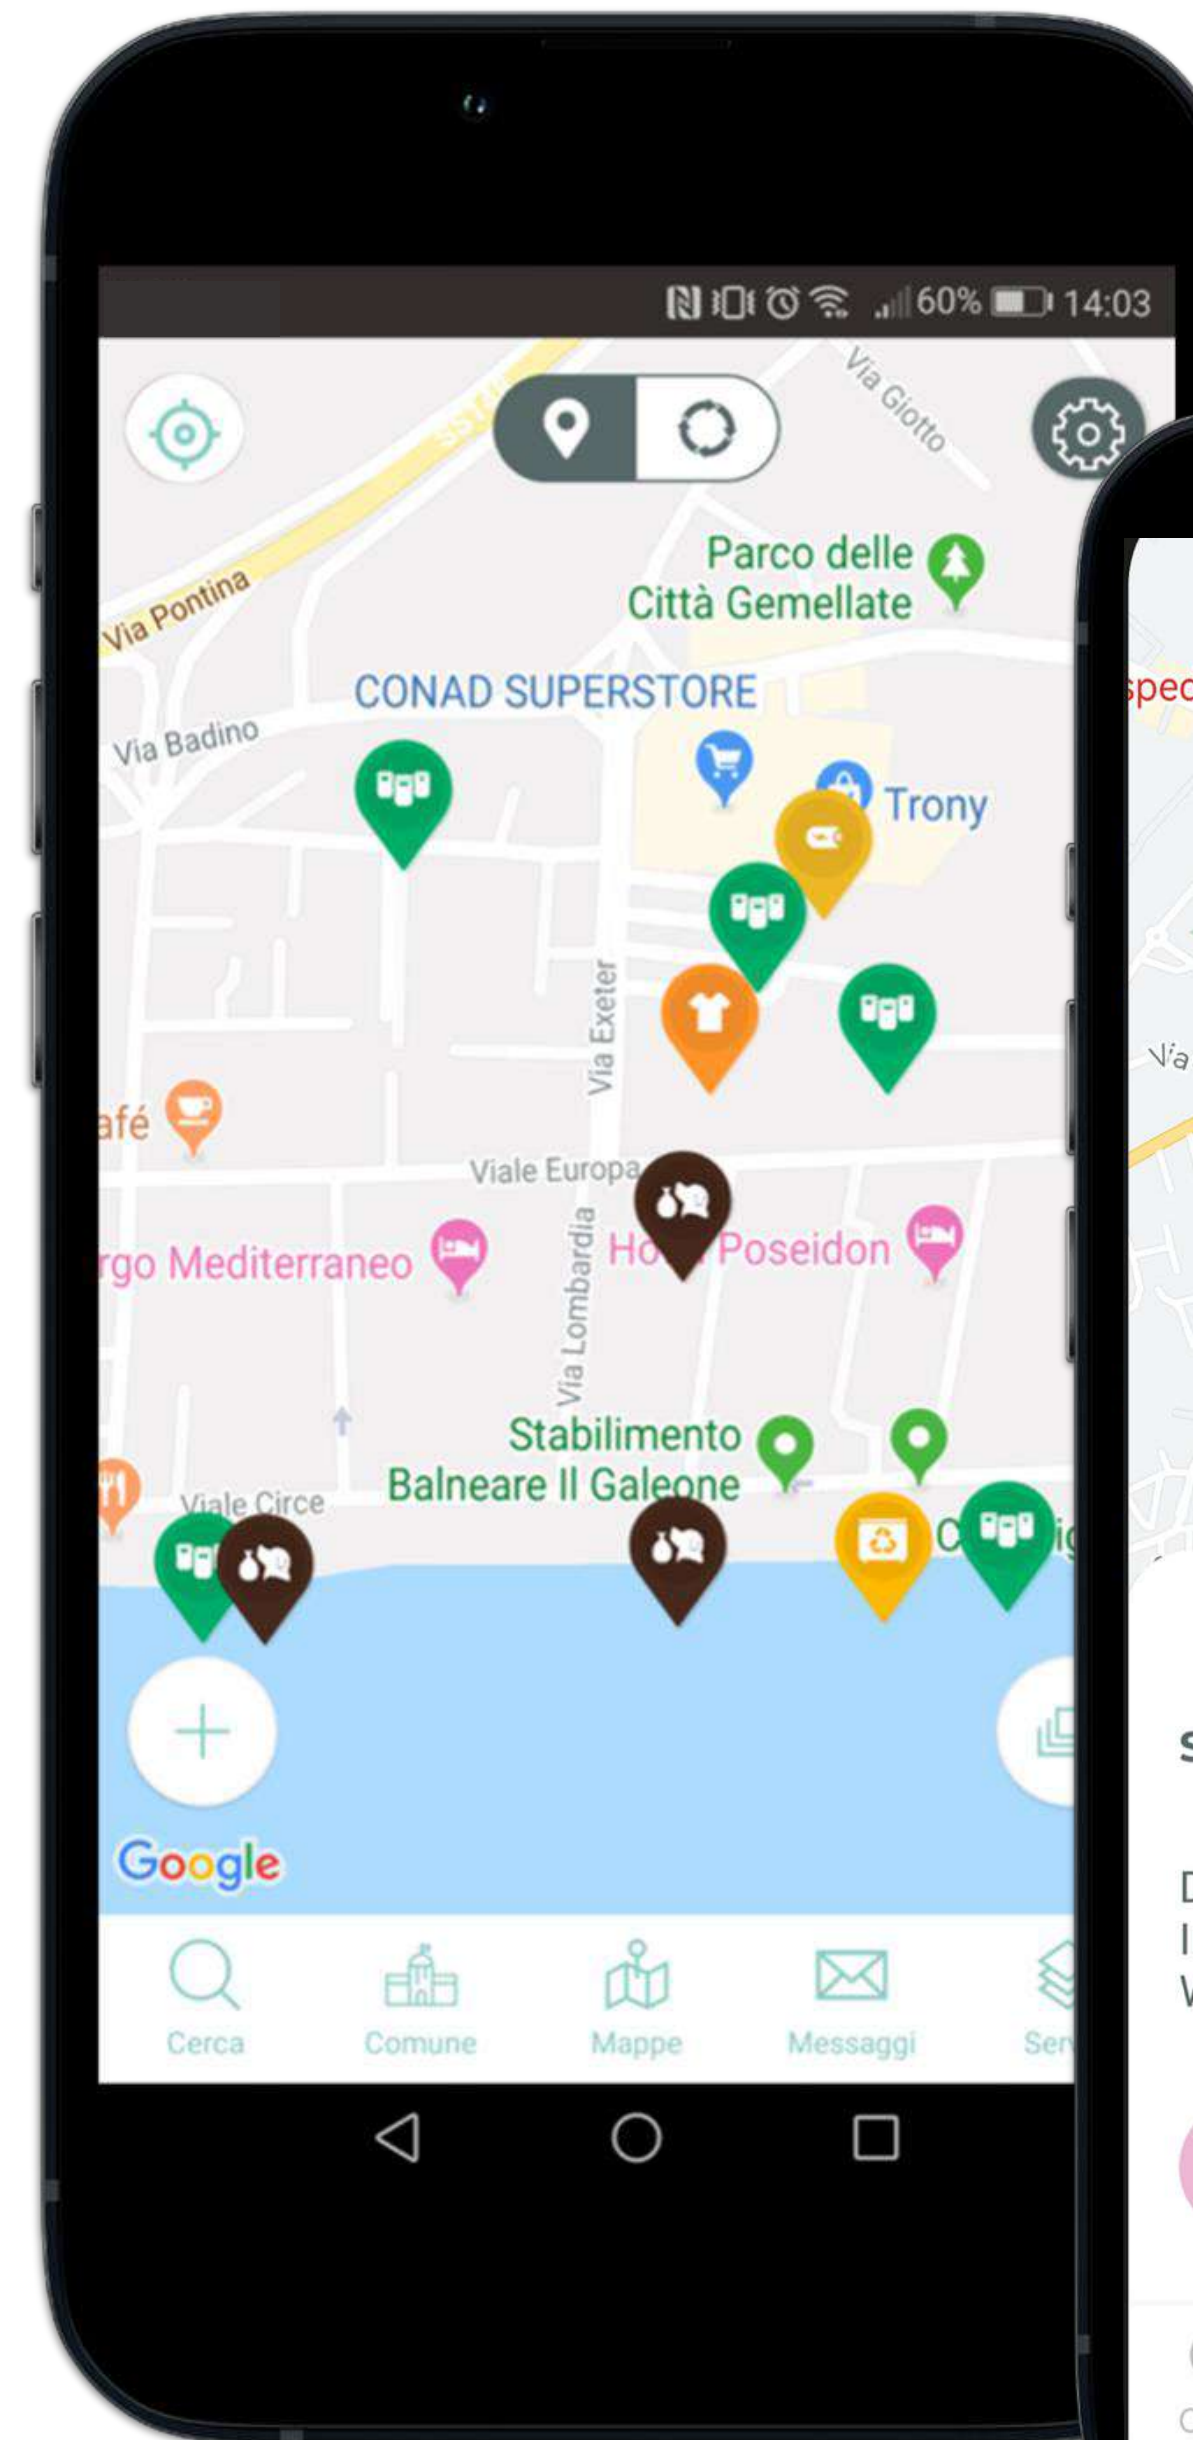 60% 14:03
Via Giotto
Via Pontina
Parco delle
Città Gemellate
CONAD SUPERSTORE
Via Badino
Trony
Via Exeter
afé
Viale Europa
rgo Mediterraneo
Poseidon
Via Lombardia
Stabilimento
Balneare Il Galeone
Viale Circe
Google
Cerca
Comune
Mappe
Messaggi
Via